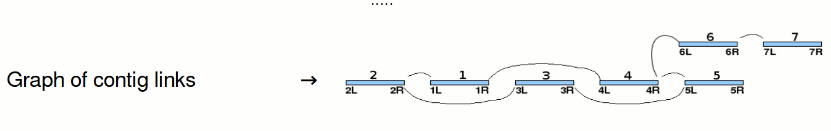 .....
6 7
6L 6R 7L 7R
Graph of contig links → 2 1 3 4 5
2L 2R 1L 1R 3L 3R 4L 4R 5L 5R